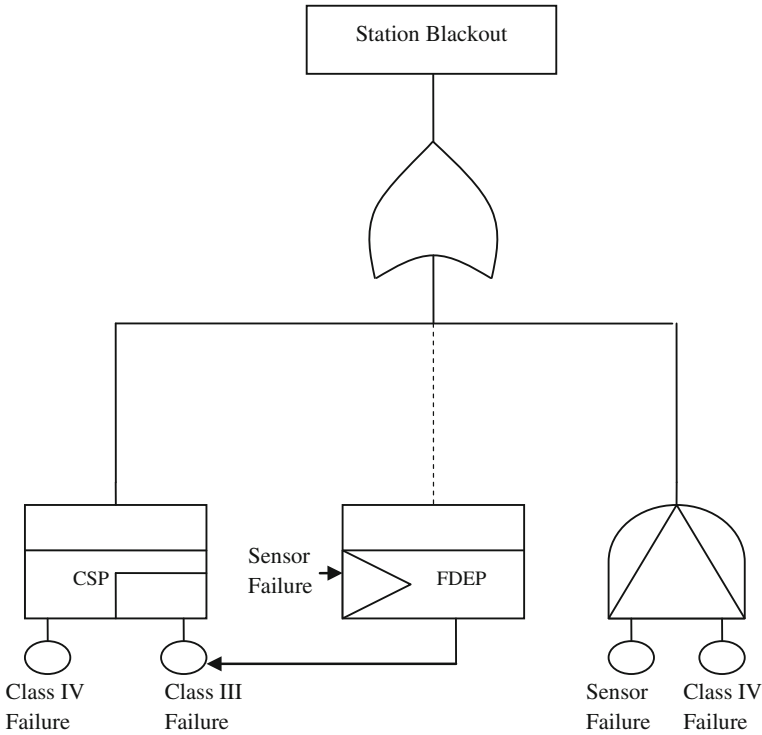 Station Blackout
CSP
Sensor
Failure
FDEP
Class IV
Failure
Class III
Failure
Sensor
Failure
Class IV
Failure